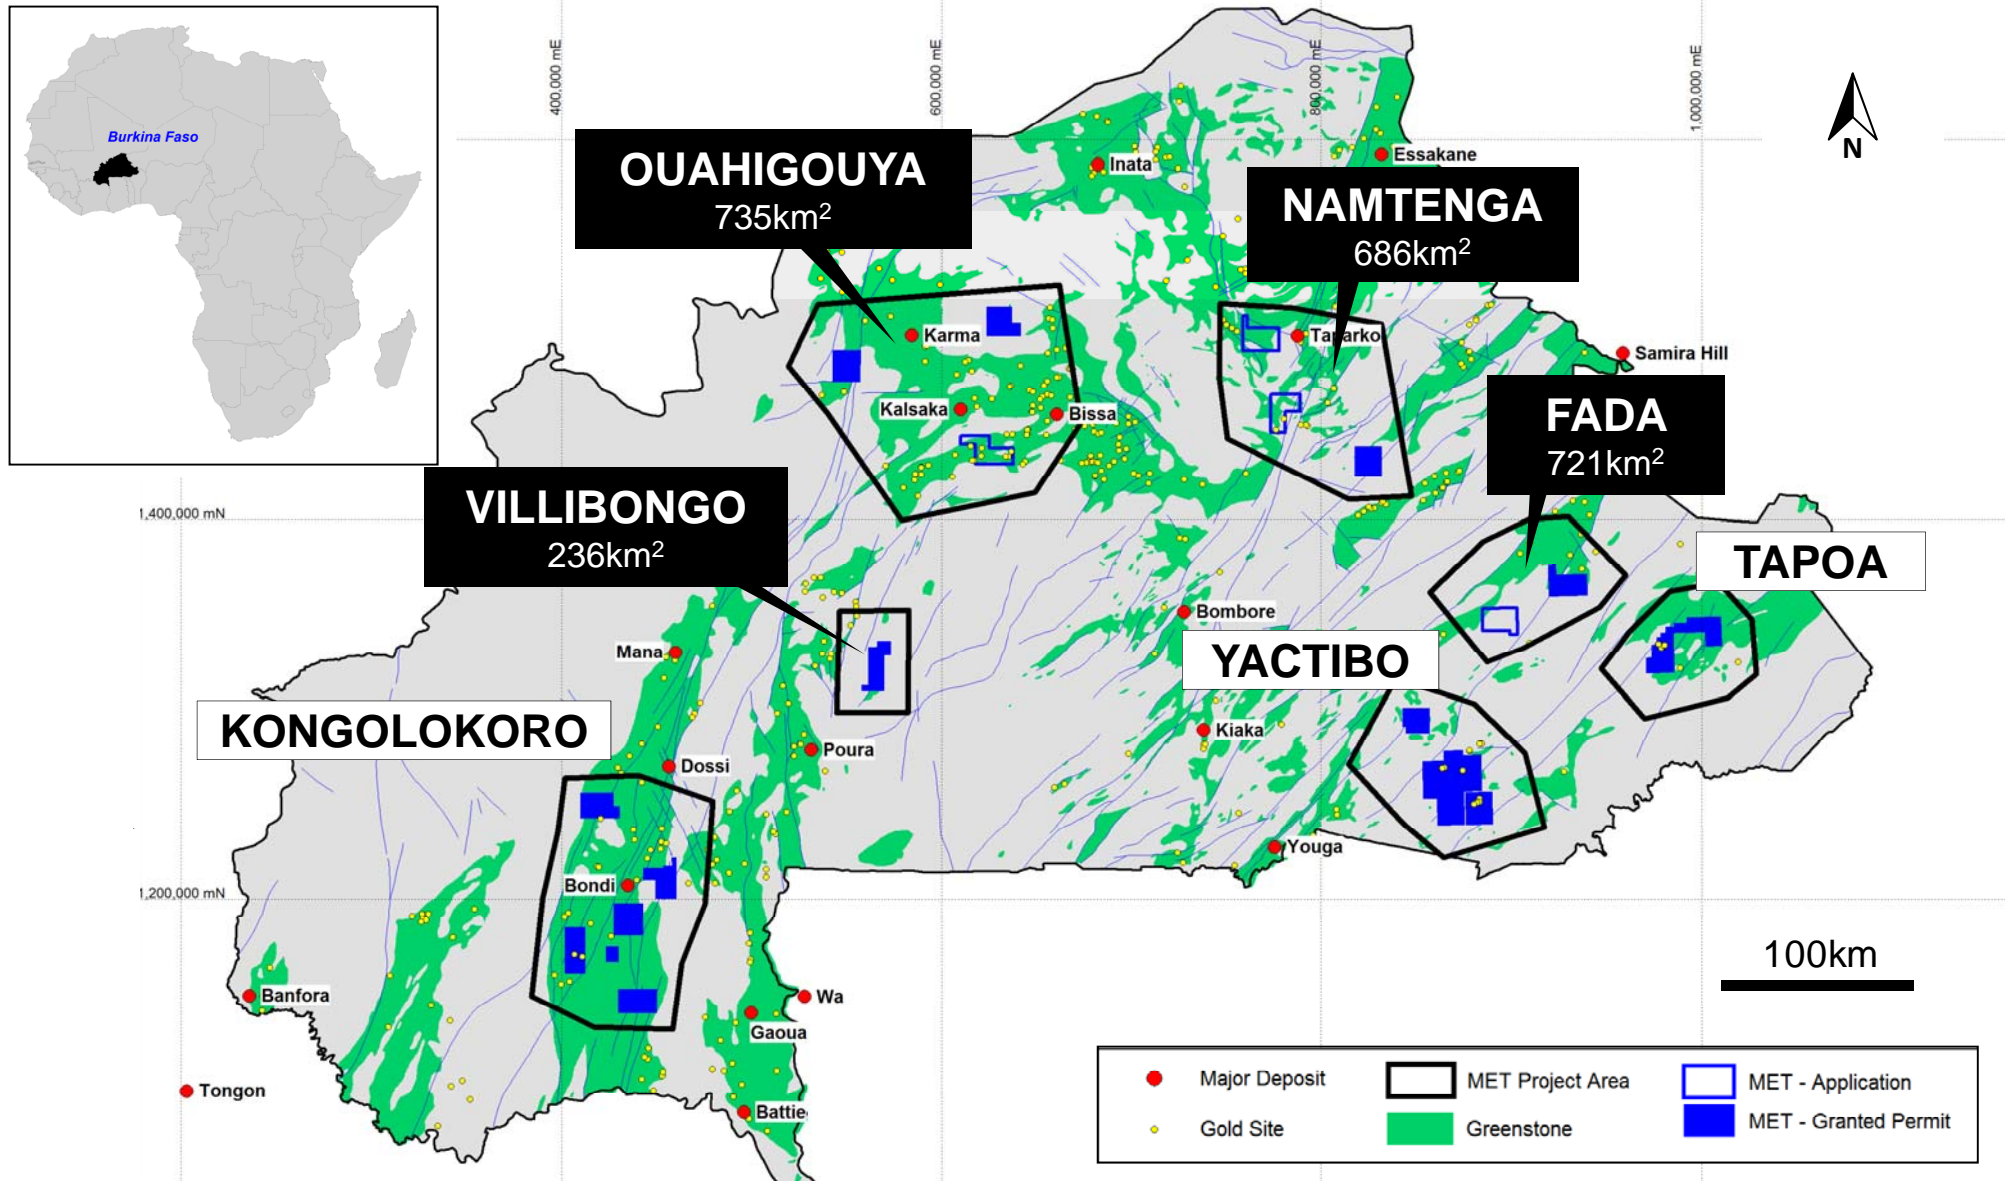 Burkina Faso
400,000 mE
600,000 mE
800,000 mE
1,000,000 mE
N
OUAHIGOUYA
735km²
Inata
Essakane
NAMTENGA
686km²
Karma
Taparko
Samira Hill
Kalsaka
Bissa
FADA
721km²
VILLIBONGO
236km²
1,400,000 mN
TAPOA
Bombore
Mana
YACTIBO
KONGOLOKORO
Kiaka
Poura
Dossi
Youga
Bondi
1,200,000 mN
100km
Banfora
Wa
Gaoua
Tongon
Battie
Major Deposit
MET Project Area
MET - Application
Gold Site
Greenstone
MET - Granted Permit